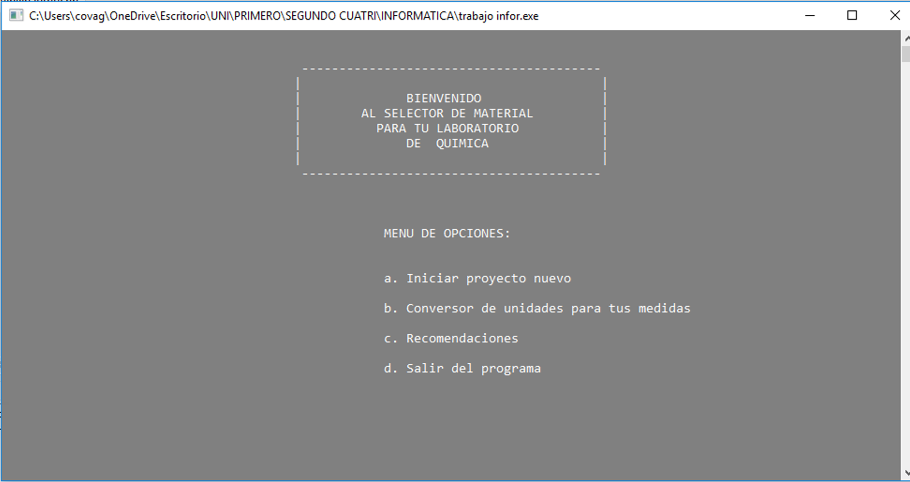 C:\Users\covag\OneDrive\Escritorio\UNI\PRIMERO\SEGUNDO CUATRI\INFORMATICA\trabajo infor.exe
BIENVENIDO
AL SELECTOR DE MATERIAL
PARA TU LABORATORIO
DE  QUIMICA
MENU DE OPCIONES:
a. Iniciar proyecto nuevo
b. Conversor de unidades para tus medidas
c. Recomendaciones
d. Salir del programa